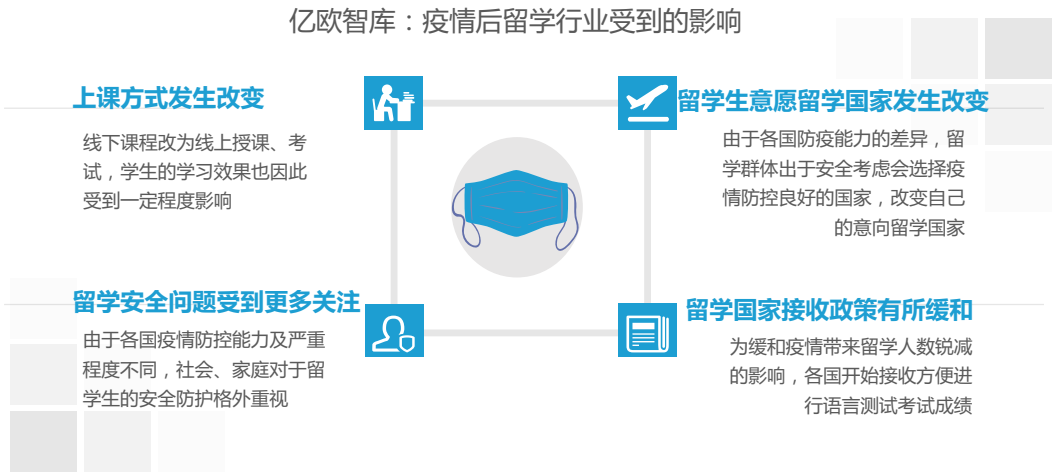 亿欧智库：疫情后留学行业受到的影响
上课方式发生改变
线下课程改为线上授课、考
试，学生的学习效果也因此
受到一定程度影响
留学生意愿留学国家发生改变
由于各国防疫能力的差异，留
学群体出于安全考虑会选择疫
情防控良好的国家，改变自己
的意向留学国家
留学安全问题受到更多关注
由于各国疫情防控能力及严重
程度不同，社会、家庭对于留
学生的安全防护格外重视
留学国家接收政策有所缓和
为缓和疫情带来留学人数锐减
的影响，各国开始接收方便进
行语言测试考试成绩